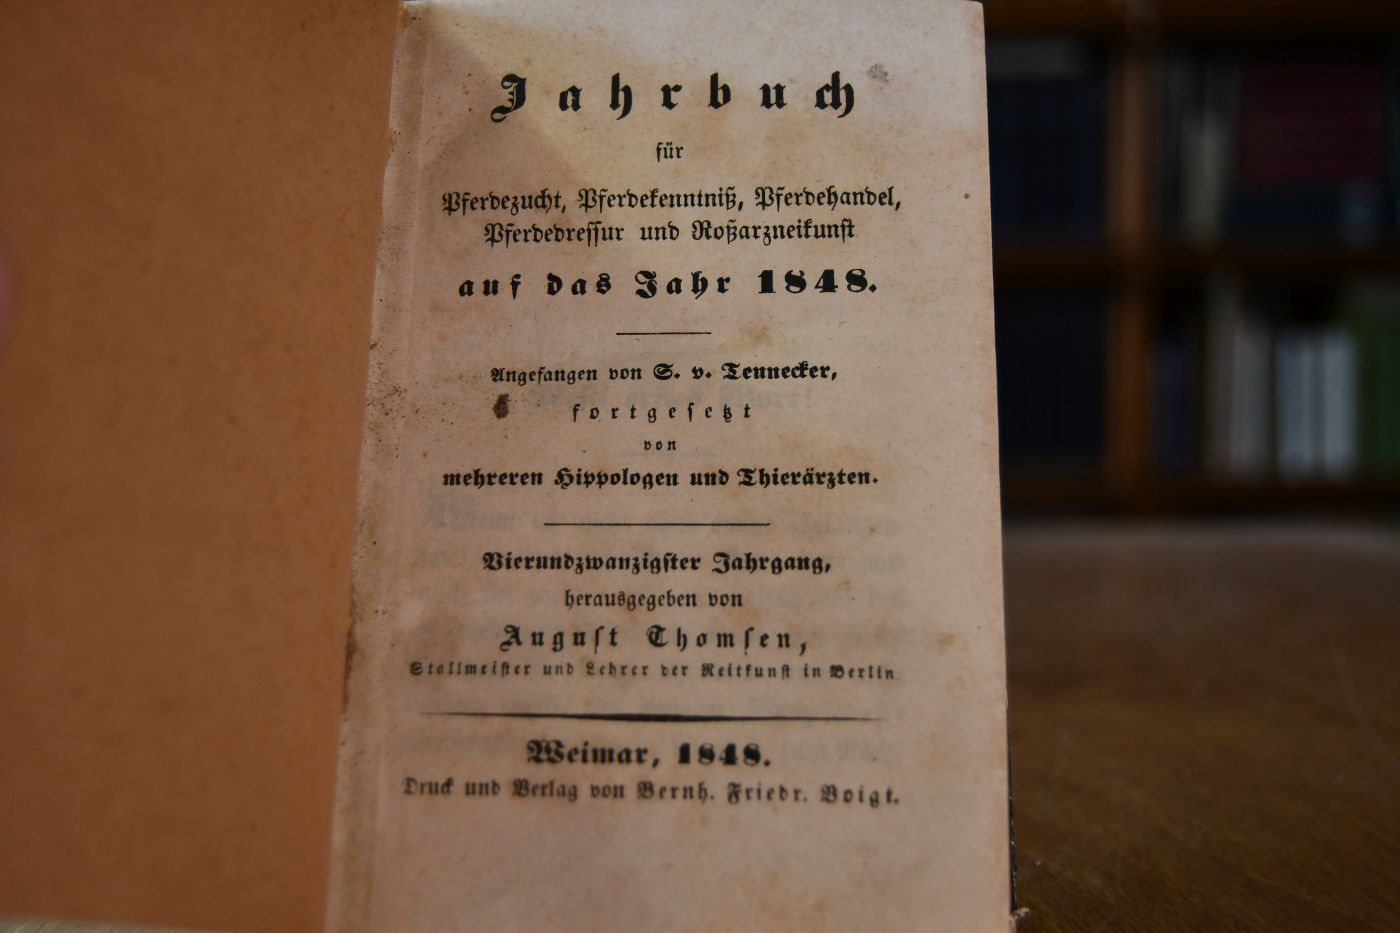 Jahrbuch
für
Pferdezucht, Pferdekenntniß, Pferdehandel,
Pferdedressur und Roßarzneikunst
auf das Jahr 1848.
Angefangen von S. v. Tennecker,
fortgesetzt
von
mehreren Hippologen und Thierärzten.
Vierundzwanzigster Jahrgang,
herausgegeben von
August Thomsen,
Stallmeister und Lehrer der Reitkunst in Berlin
Weimar, 1848.
Druck und Verlag von Bernh. Friedr. Voigt.